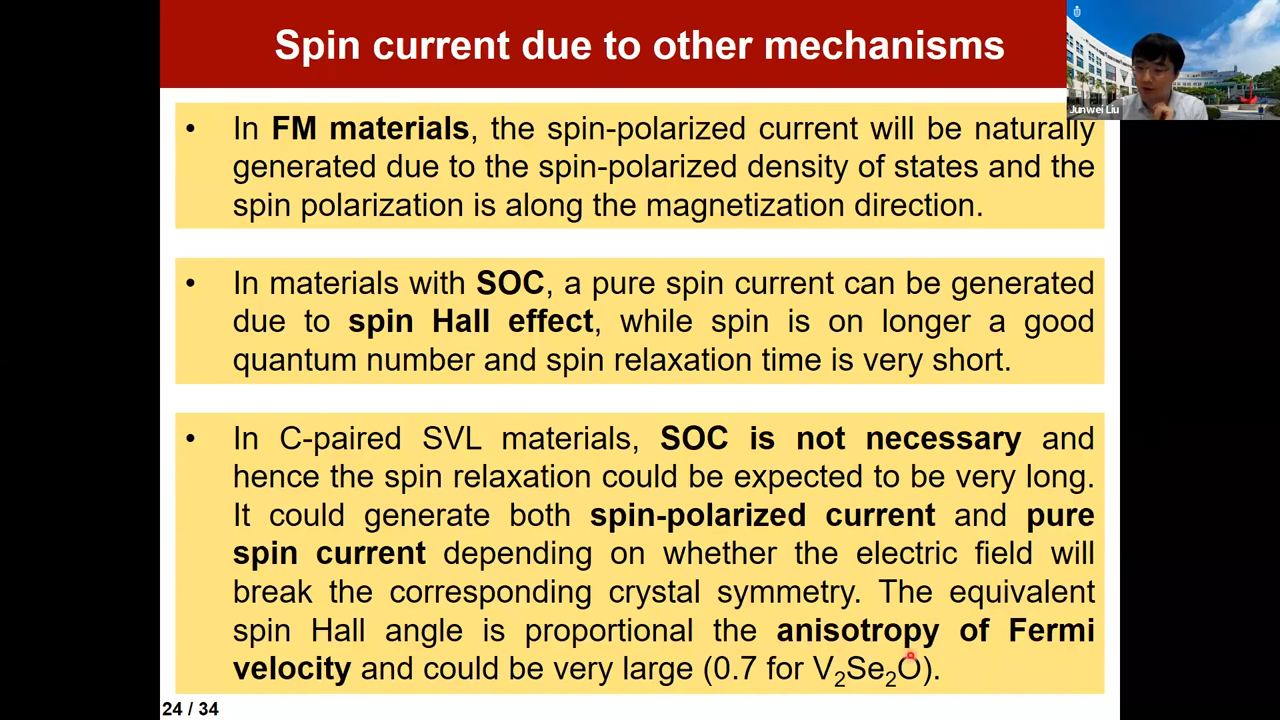 Spin current due to other mechanisms
Junwei Liu
• In FM materials, the spin-polarized current will be naturally
generated due to the spin-polarized density of states and the
spin polarization is along the magnetization direction.
• In materials with SOC, a pure spin current can be generated
due to spin Hall effect, while spin is on longer a good
quantum number and spin relaxation time is very short.
• In C-paired SVL materials, SOC is not necessary and
hence the spin relaxation could be expected to be very long.
It could generate both spin-polarized current and pure
spin current depending on whether the electric field will
break the corresponding crystal symmetry. The equivalent
spin Hall angle is proportional the anisotropy of Fermi
velocity and could be very large (0.7 for V₂Se₂O).
24 / 34